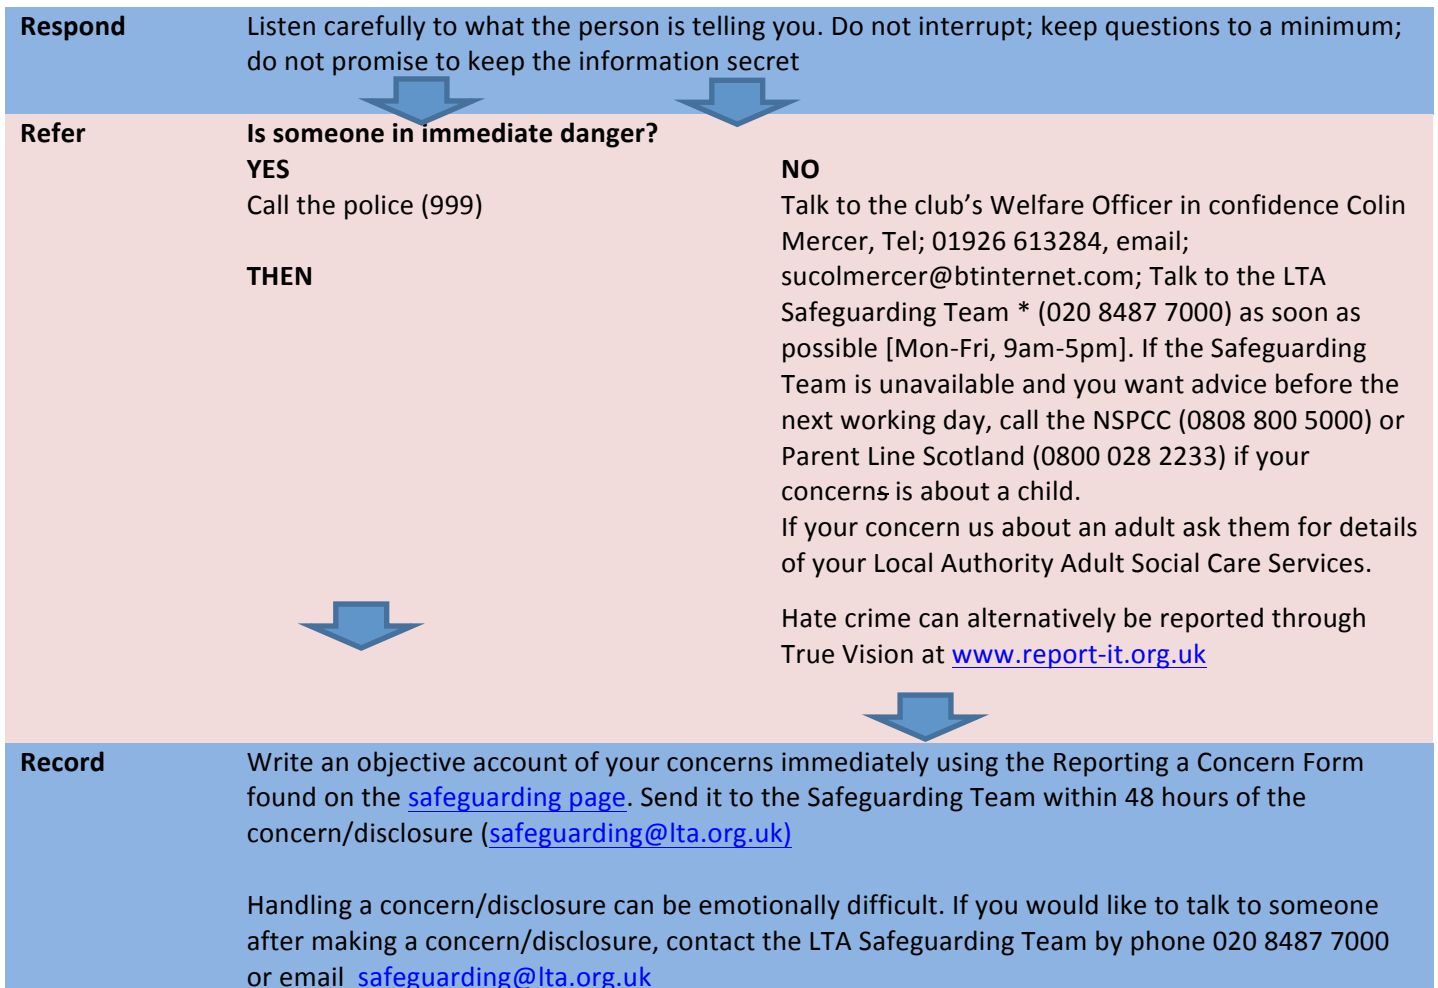 Respond
Listen carefully to what the person is telling you. Do not interrupt; keep questions to a minimum;
do not promise to keep the information secret
Refer
Is someone in immediate danger?
YES
Call the police (999)
THEN
NO
Talk to the club’s Welfare Officer in confidence Colin
Mercer, Tel; 01926 613284, email;
sucolmercer@btinternet.com; Talk to the LTA
Safeguarding Team * (020 8487 7000) as soon as
possible [Mon-Fri, 9am-5pm]. If the Safeguarding
Team is unavailable and you want advice before the
next working day, call the NSPCC (0808 800 5000) or
Parent Line Scotland (0800 028 2233) if your
concerns is about a child.
If your concern us about an adult ask them for details
of your Local Authority Adult Social Care Services.
Hate crime can alternatively be reported through
True Vision at www.report-it.org.uk
Record
Write an objective account of your concerns immediately using the Reporting a Concern Form
found on the safeguarding page. Send it to the Safeguarding Team within 48 hours of the
concern/disclosure (safeguarding@lta.org.uk)
Handling a concern/disclosure can be emotionally difficult. If you would like to talk to someone
after making a concern/disclosure, contact the LTA Safeguarding Team by phone 020 8487 7000
or email safeguarding@lta.org.uk